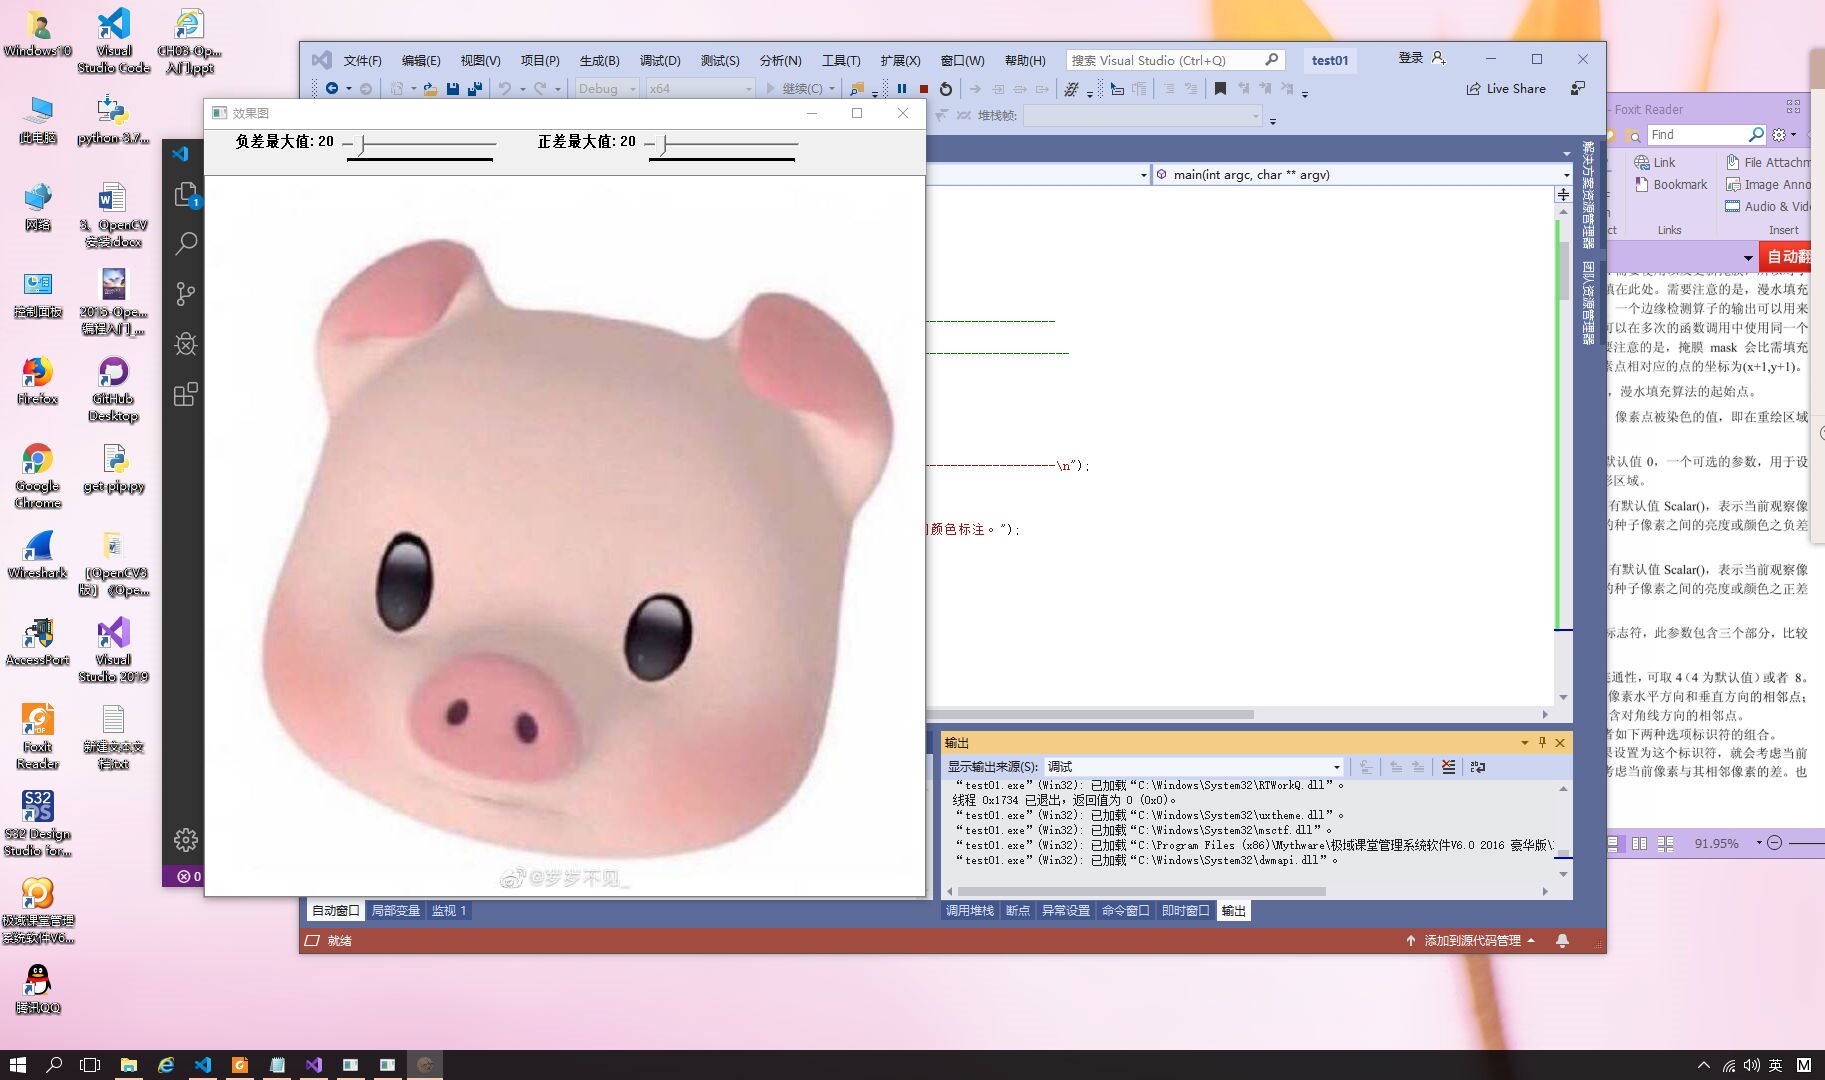 Windows10
Visual Studio Code
CH03-Op... 入门.ppt
此电脑
python-3.7...
网络
3、OpenCV 安装.docx
控制面板
2015-Ope... 编程入门_...
Firefox
GitHub Desktop
Google Chrome
get-pip.py
Wireshark
[OpenCV3 版]《Ope...
AccessPort
Visual Studio 2019
Foxit Reader
新建文本文档.txt
S32 Design Studio for...
极域课堂管理系统软件V6...
腾讯QQ
文件(F) 编辑(E) 视图(V) 项目(P) 生成(B) 调试(D) 测试(S) 分析(N) 工具(T) 扩展(X) 窗口(W) 帮助(H)
搜索 Visual Studio (Ctrl+Q)
test01
登录
Debug x64 继续(C)
Live Share
堆栈帧:
效果图
负差最大值: 20 正差最大值: 20
main(int argc, char ** argv)
解决方案资源管理器
团队资源管理器
\n");
颜色标注。");
@岁岁不见_
1
0
输出
显示输出来源(S): 调试
“test01.exe”(Win32): 已加载“C:\Windows\System32\RTWorkQ.dll”。
线程 0x1734 已退出，返回值为 0 (0x0)。
“test01.exe”(Win32): 已加载“C:\Windows\System32\uxtheme.dll”。
“test01.exe”(Win32): 已加载“C:\Windows\System32\msctf.dll”。
“test01.exe”(Win32): 已加载“C:\Program Files (x86)\Mythware\极域课堂管理系统软件V6.0 2016 豪华版\
“test01.exe”(Win32): 已加载“C:\Windows\System32\dwmapi.dll”。
自动窗口 局部变量 监视 1
调用堆栈 断点 异常设置 命令窗口 即时窗口 输出
就绪
添加到源代码管理
- Foxit Reader
Find
Link
Bookmark
File Attachm
Image Anno
Audio & Vid
Links
Insert
自动翻
填在此处。需要注意的是，漫水填充
一个边缘检测算子的输出可以用来
可以在多次的函数调用中使用同一个
要注意的是，掩膜 mask 会比需填充
素点相对应的点的坐标为(x+1,y+1)。
，漫水填充算法的起始点。
像素点被染色的值，即在重绘区域
默认值 0，一个可选的参数，用于设
形区域。
有默认值 Scalar()，表示当前观察像
的种子像素之间的亮度或颜色之负差
有默认值 Scalar()，表示当前观察像
的种子像素之间的亮度或颜色之正差
标志符，此参数包含三个部分，比较
连通性，可取 4（4 为默认值）或者 8。
像素水平方向和垂直方向的相邻点；
含对角线方向的相邻点。
者如下两种选项标识符的组合。
果设置为这个标识符，就会考虑当前
考虑当前像素与其相邻像素的差。也
91.95%
英
M